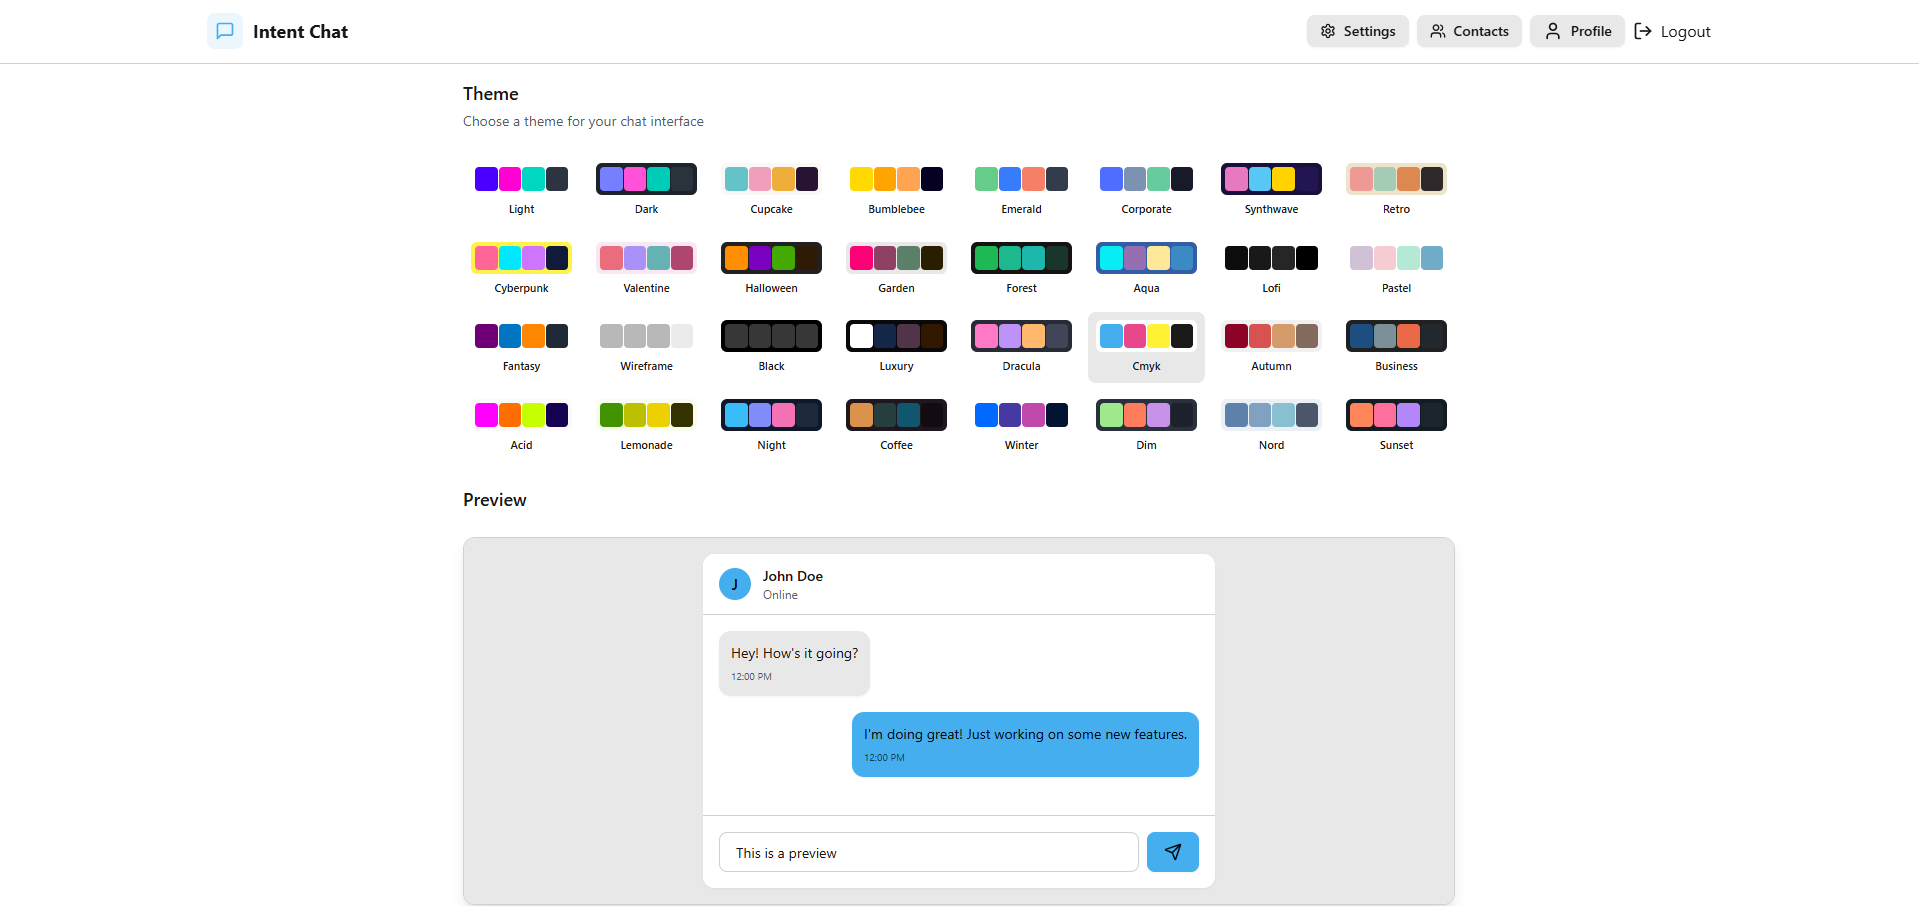 Intent Chat
Settings
Contacts
Profile
Logout
Theme
Choose a theme for your chat interface
Light
Dark
Cupcake
Bumblebee
Emerald
Corporate
Synthwave
Retro
Cyberpunk
Valentine
Halloween
Garden
Forest
Aqua
Lofi
Pastel
Fantasy
Wireframe
Black
Luxury
Dracula
Cmyk
Autumn
Business
Acid
Lemonade
Night
Coffee
Winter
Dim
Nord
Sunset
Preview
J
John Doe
Online
Hey! How's it going?
12:00 PM
I'm doing great! Just working on some new features.
12:00 PM
This is a preview